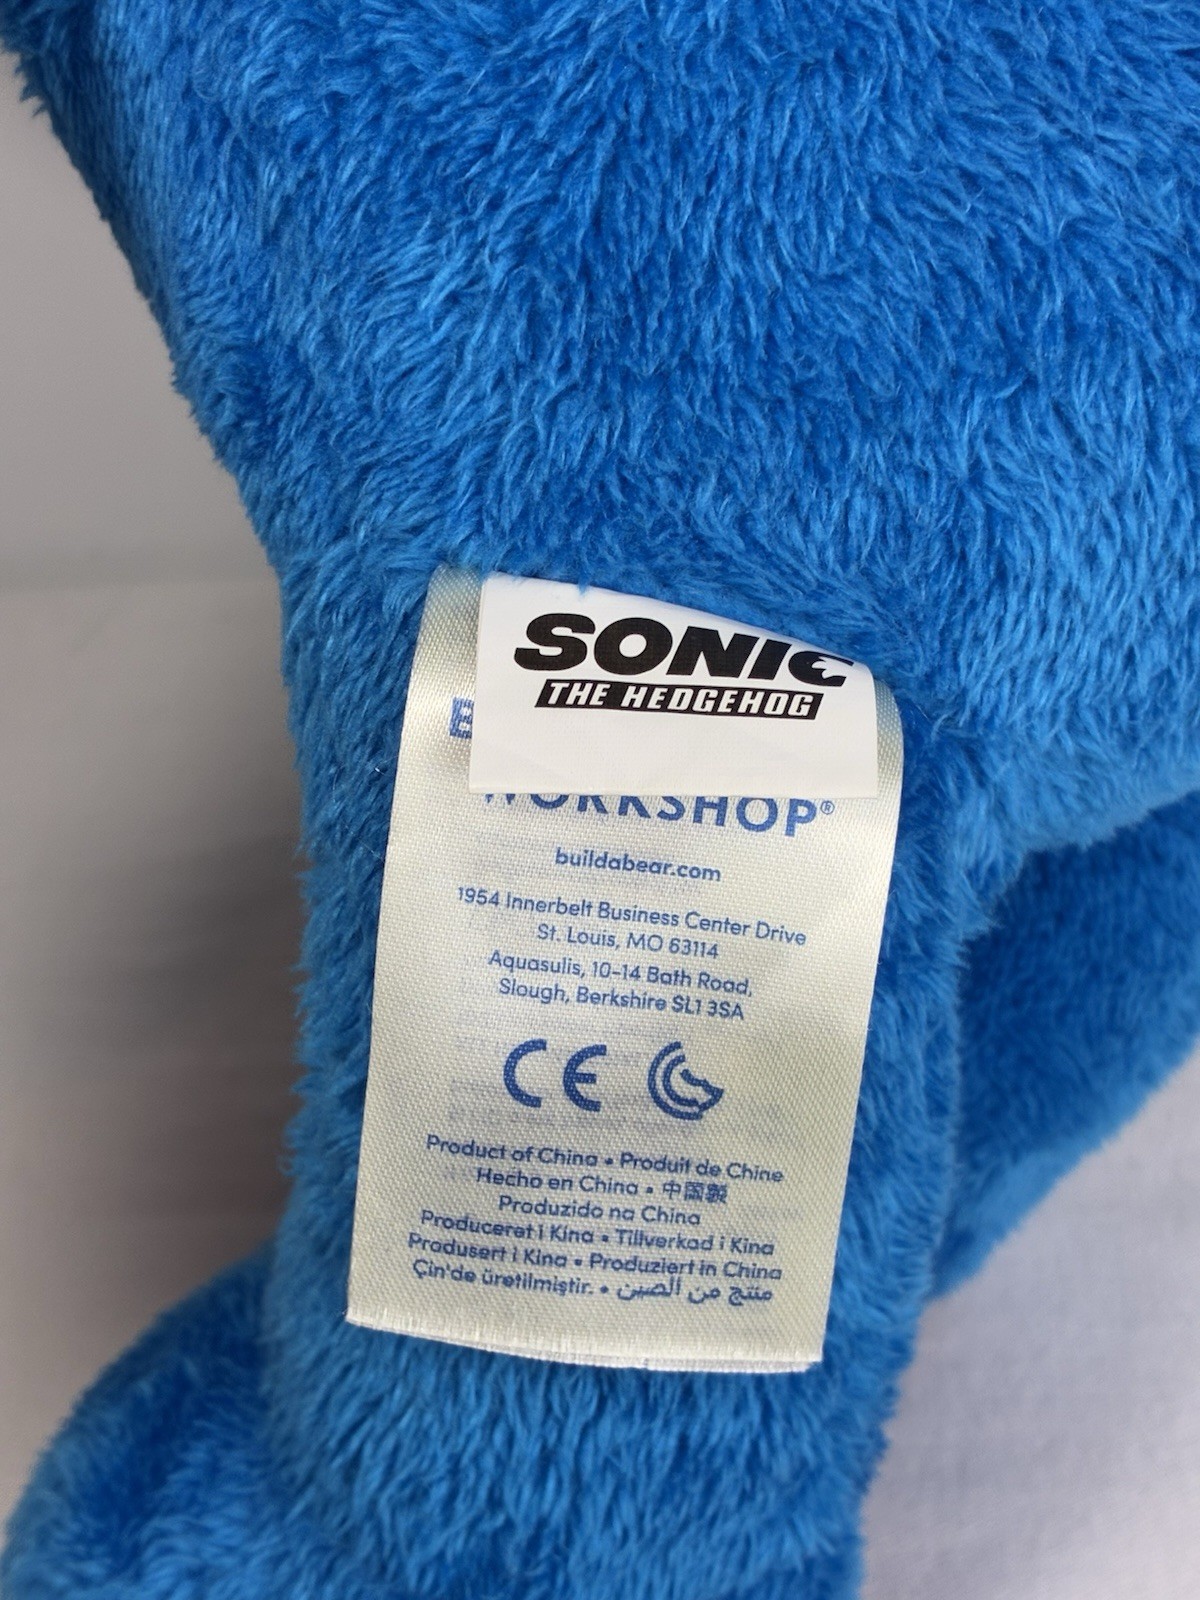 SONIC
THE HEDGEHOG
WORKSHOP®
buildabear.com
1954 Innerbelt Business Center Drive
St. Louis, MO 63114
Aquasulis, 10-14 Bath Road,
Slough, Berkshire SL1 3SA
CE
Product of China • Produit de Chine
Hecho en China • 中国製
Produzido na China
Produceret i Kina • Tillverkad i Kina
Produsert i Kina • Produziert in China
Çin'de üretilmiştir. • منتج من الصين